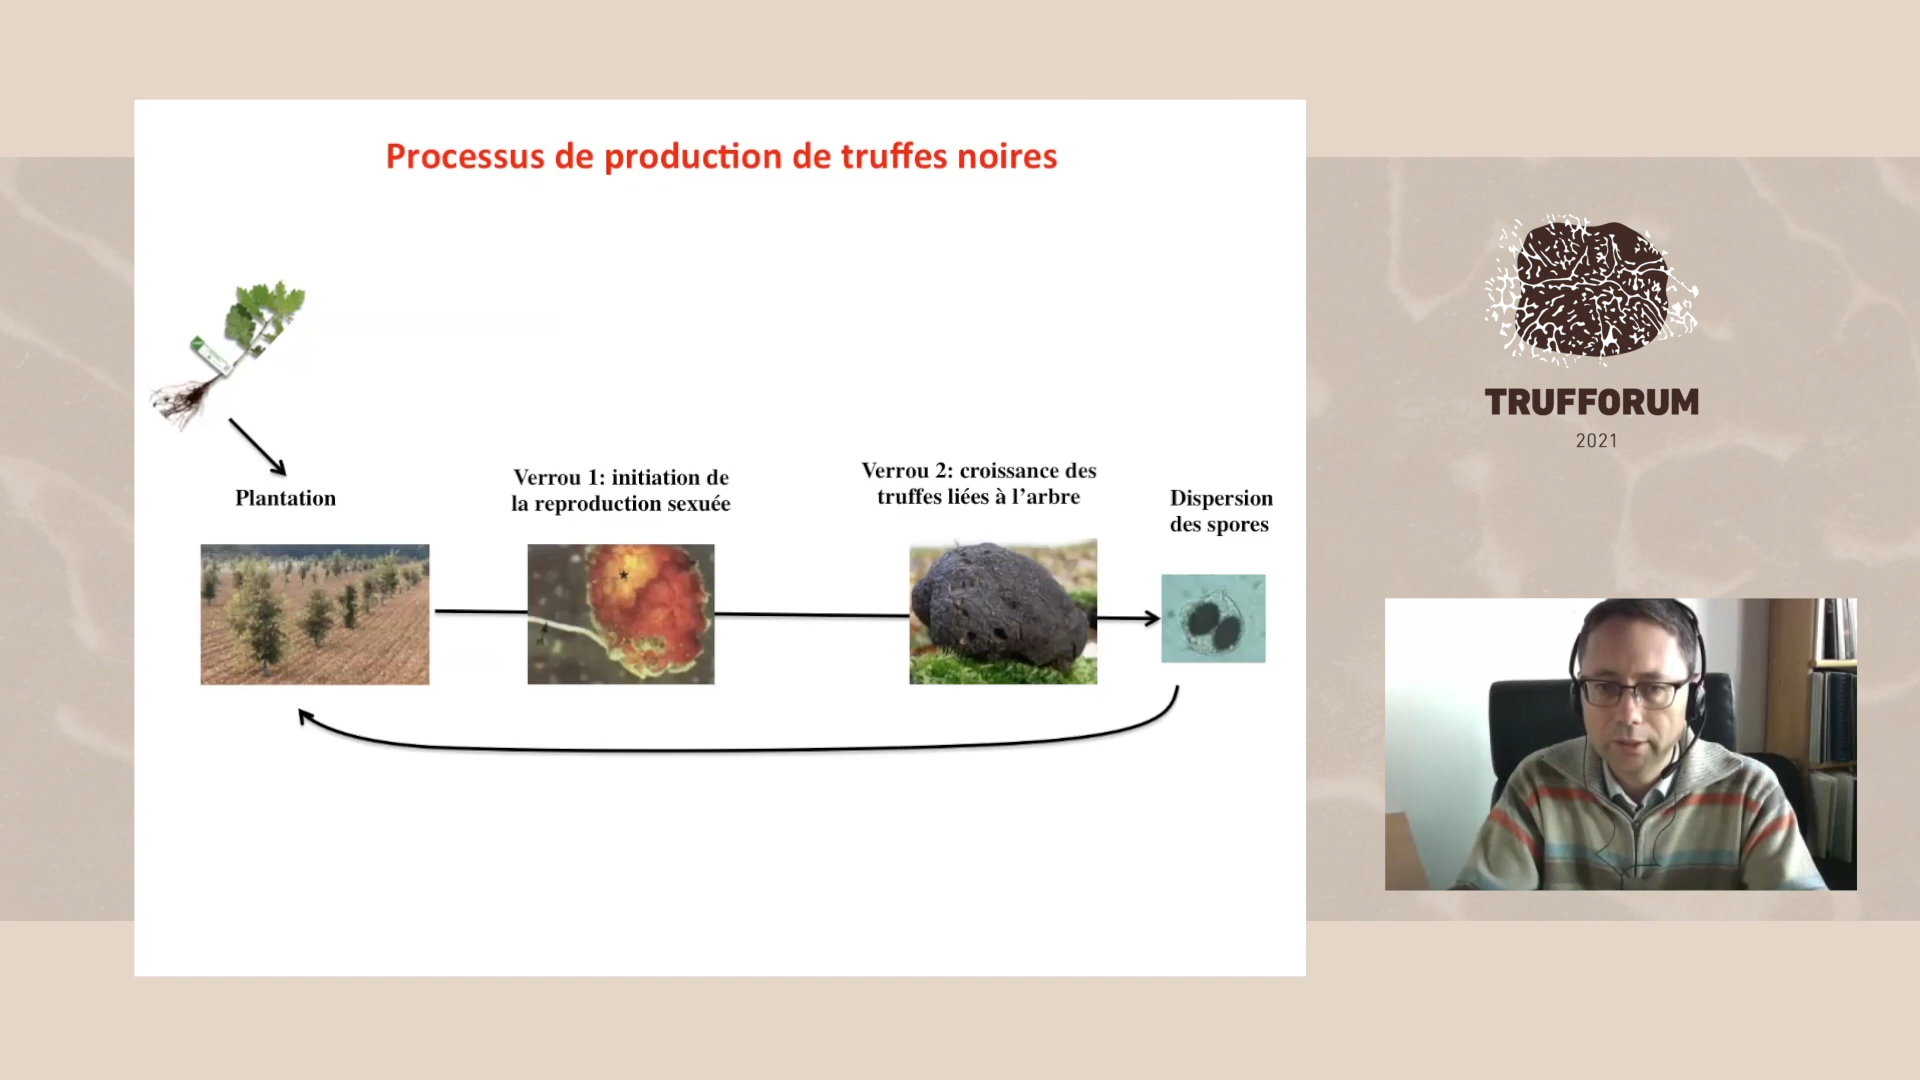 Processus de production de truffes noires
Plantation
Verrou 1: initiation de
la reproduction sexuée
Verrou 2: croissance des
truffes liées à l'arbre
Dispersion
des spores
TRUFFORUM
2021